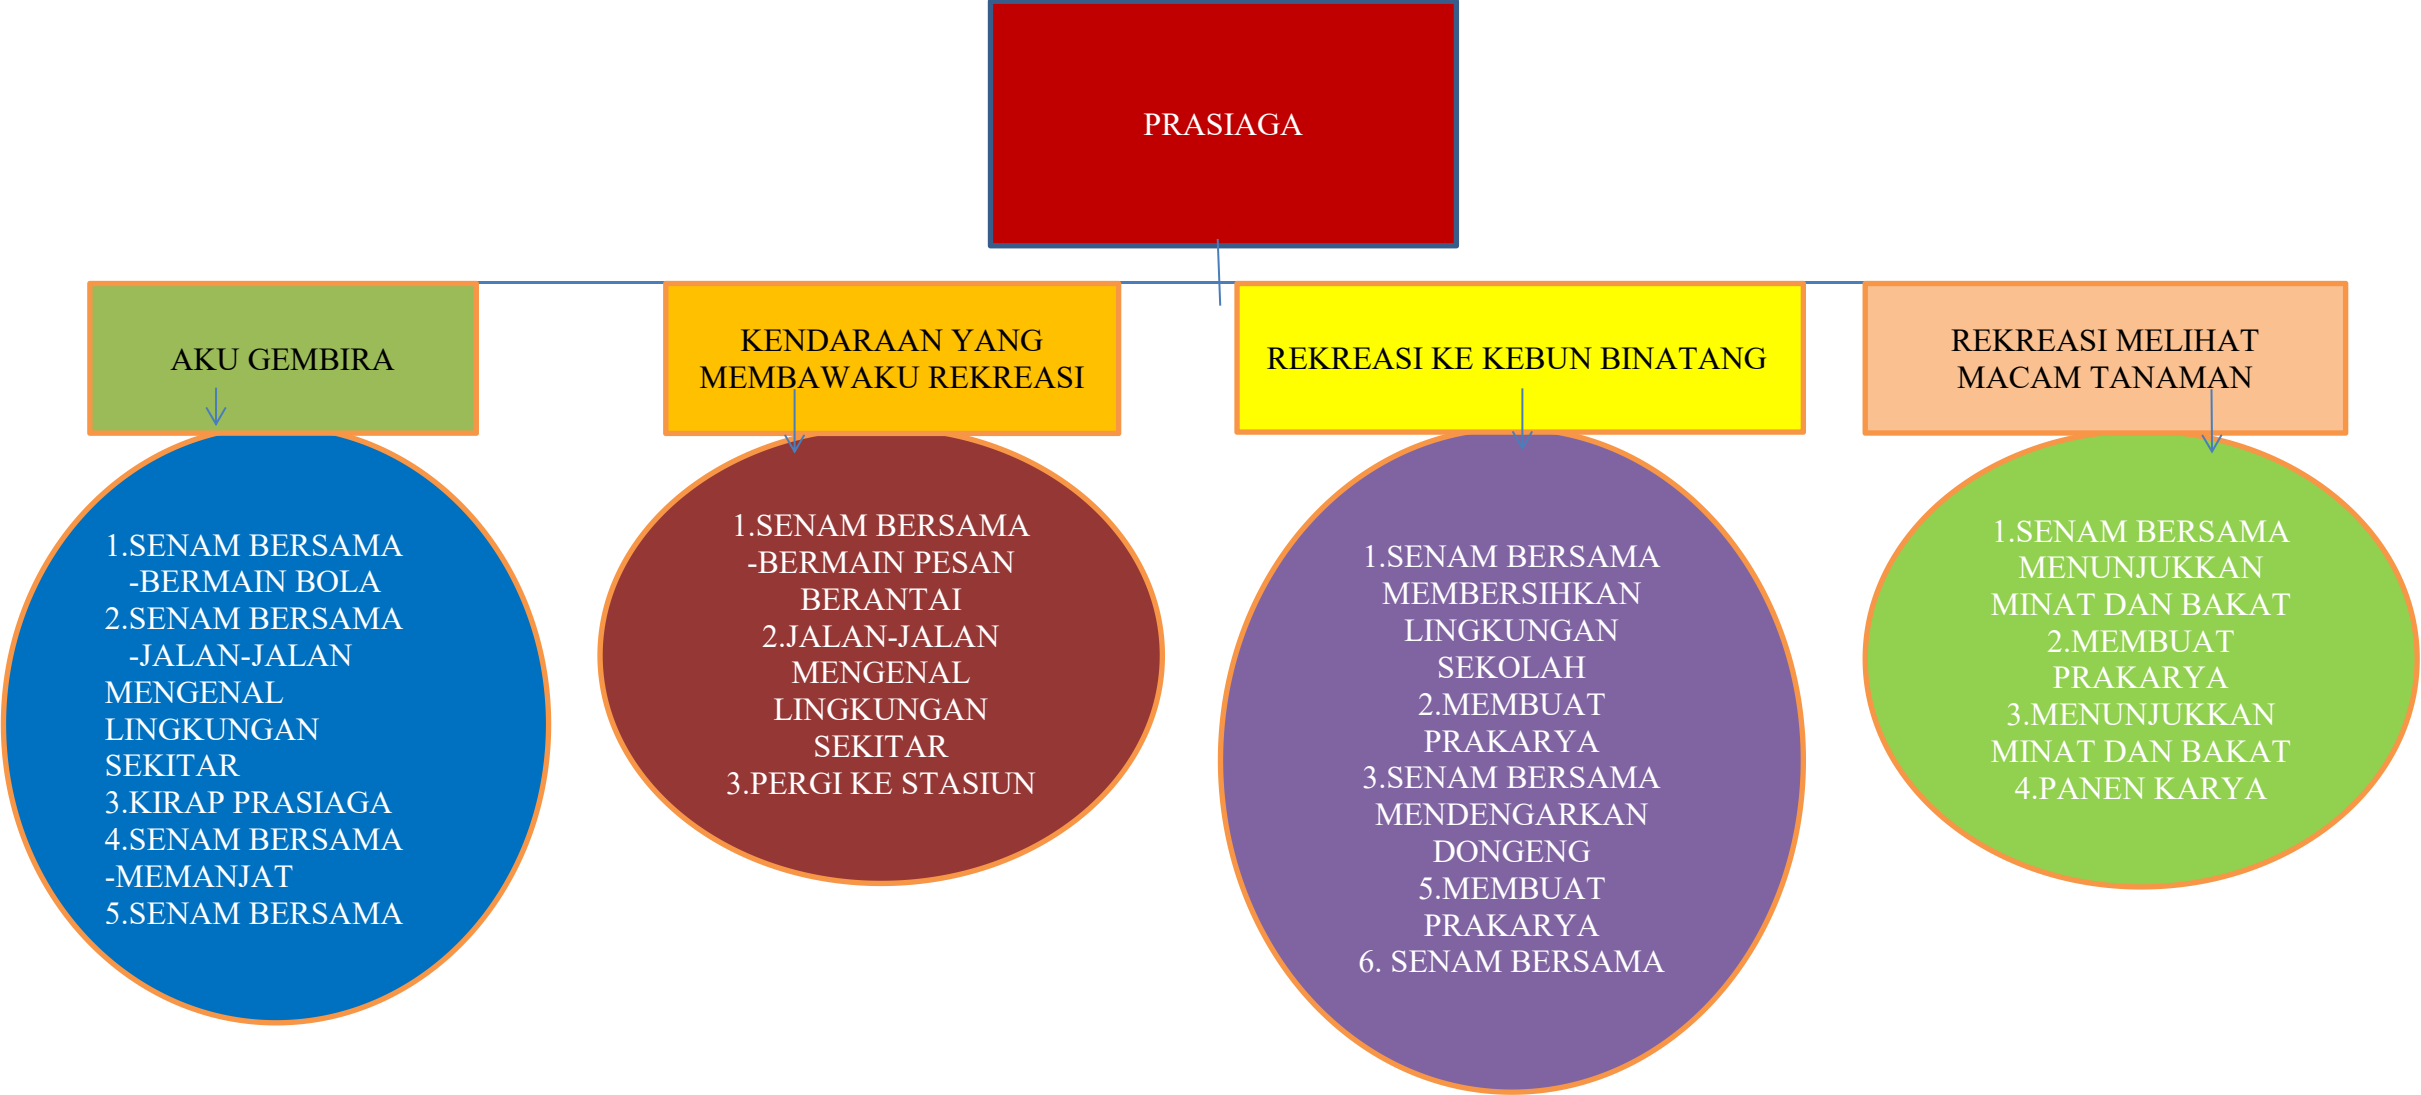 PRASIAGA
AKU GEMBIRA
KENDARAAN YANG
MEMBAWAKU REKREASI
REKREASI KE KEBUN BINATANG
REKREASI MELIHAT
MACAM TANAMAN
1.SENAM BERSAMA
-BERMAIN BOLA
2.SENAM BERSAMA
-JALAN-JALAN
MENGENAL
LINGKUNGAN
SEKITAR
3.KIRAP PRASIAGA
4.SENAM BERSAMA
-MEMANJAT
5.SENAM BERSAMA
1.SENAM BERSAMA
-BERMAIN PESAN
BERANTAI
2.JALAN-JALAN
MENGENAL
LINGKUNGAN
SEKITAR
3.PERGI KE STASIUN
1.SENAM BERSAMA
MEMBERSIHKAN
LINGKUNGAN
SEKOLAH
2.MEMBUAT
PRAKARYA
3.SENAM BERSAMA
MENDENGARKAN
DONGENG
5.MEMBUAT
PRAKARYA
6. SENAM BERSAMA
1.SENAM BERSAMA
MENUNJUKKAN
MINAT DAN BAKAT
2.MEMBUAT
PRAKARYA
3.MENUNJUKKAN
MINAT DAN BAKAT
4.PANEN KARYA